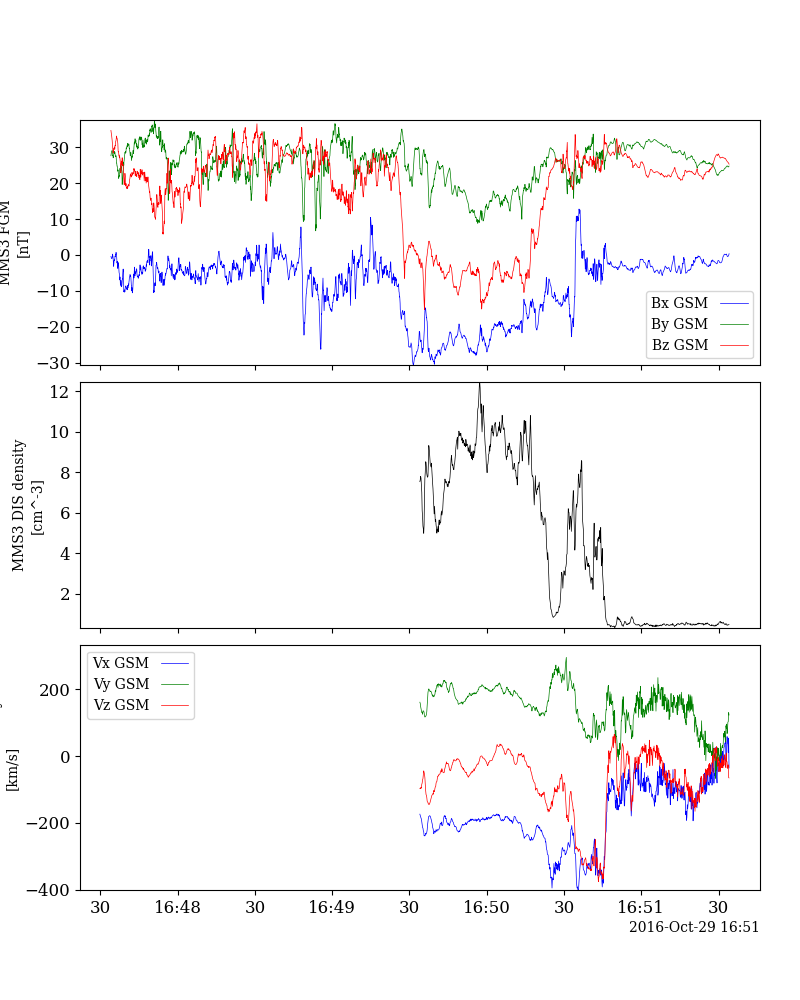 MMS3 FGM
[nT]
30
20
10
0
−10
−20
−30
Bx GSM
By GSM
Bz GSM
MMS3 DIS density
[cm^-3]
12
10
8
6
4
2
[km/s]
200
0
−200
−400
Vx GSM
Vy GSM
Vz GSM
30 16:48 30 16:49 30 16:50 30 16:51 30
2016-Oct-29 16:51